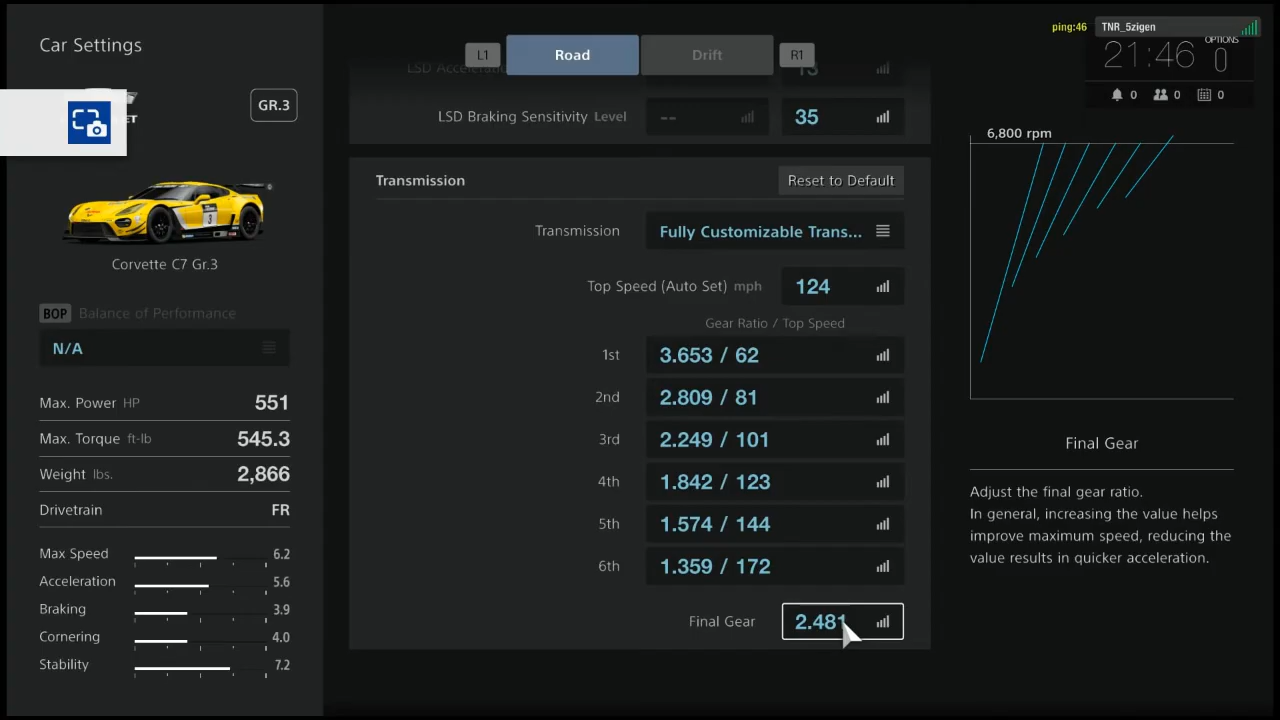 Car Settings
L1
Road
Drift
R1
ping:46
TNR_5zigen
21:46
OPTIONS
0
0
0
0
GR.3
ET
Corvette C7 Gr.3
BOP Balance of Performance
N/A
Max. Power HP 551
Max. Torque ft-lb 545.3
Weight lbs. 2,866
Drivetrain FR
Max Speed 6.2
Acceleration 5.6
Braking 3.9
Cornering 4.0
Stability 7.2
LSD Braking Sensitivity Level -- 35
Transmission
Reset to Default
Transmission Fully Customizable Trans...
Top Speed (Auto Set) mph 124
Gear Ratio / Top Speed
1st 3.653 / 62
2nd 2.809 / 81
3rd 2.249 / 101
4th 1.842 / 123
5th 1.574 / 144
6th 1.359 / 172
Final Gear 2.481
6,800 rpm
Final Gear
Adjust the final gear ratio.
In general, increasing the value helps
improve maximum speed, reducing the
value results in quicker acceleration.